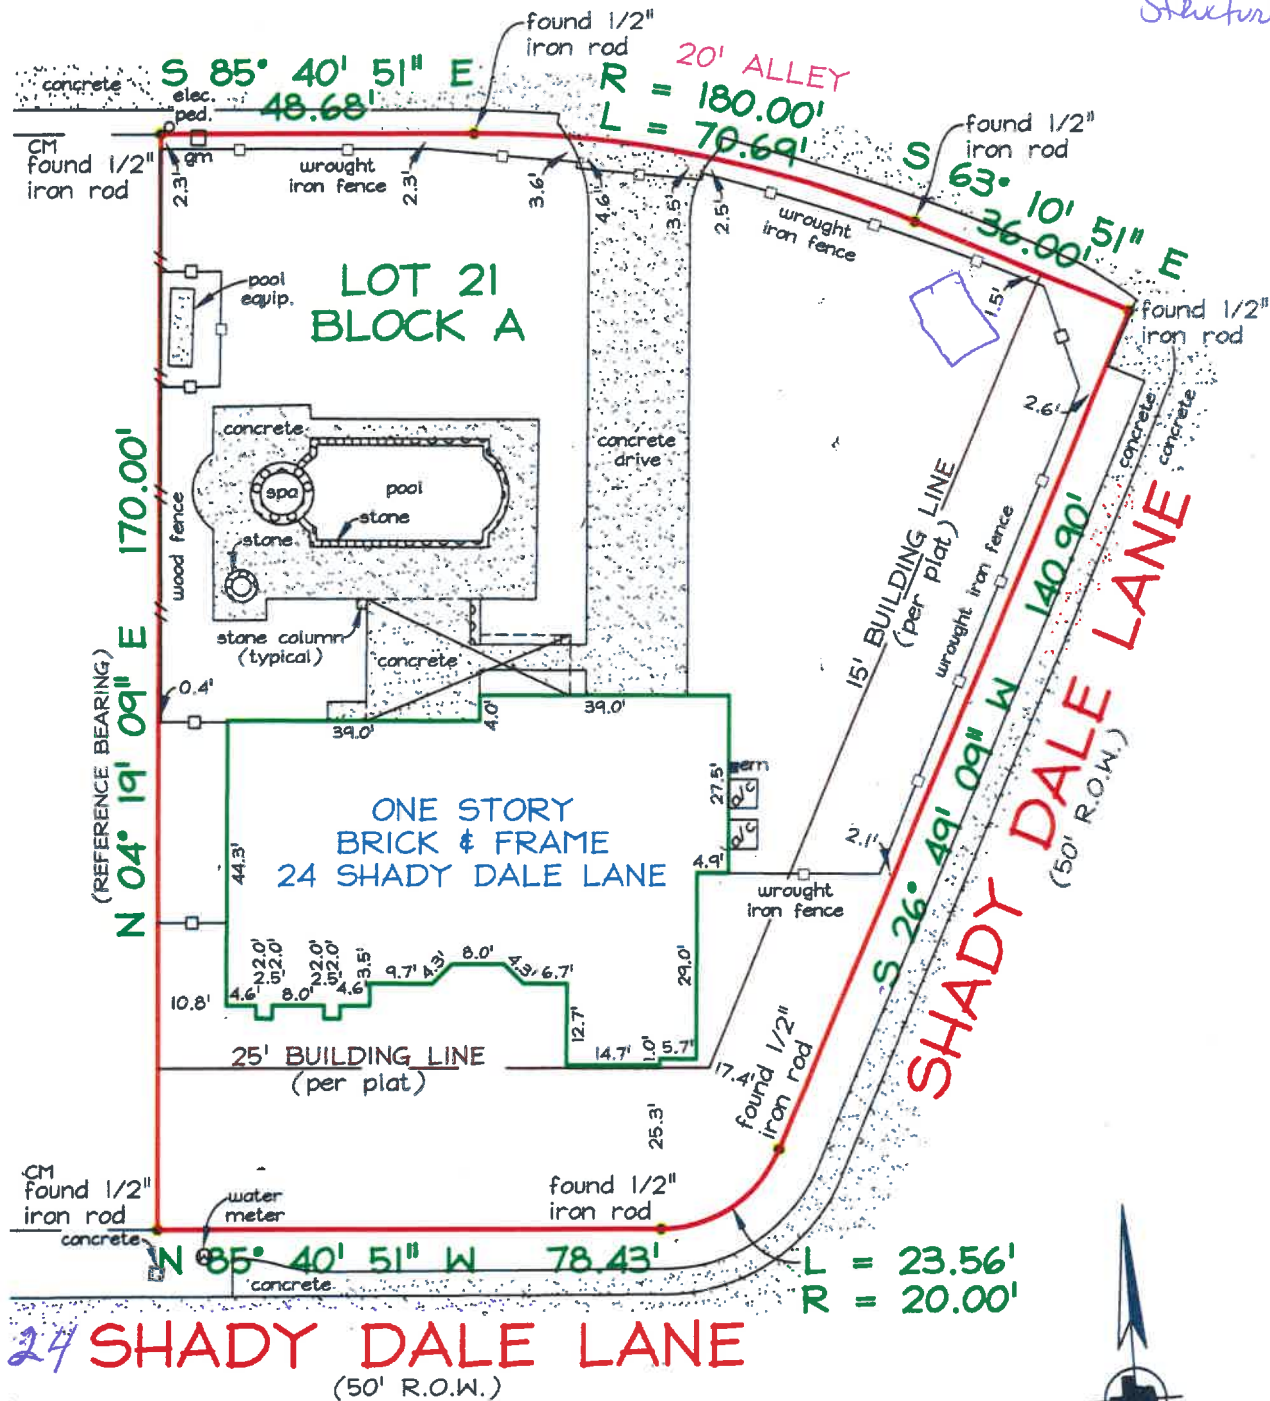 Structur
found 1/2"
iron rod
20' ALLEY
concrete
S 85° 40' 51" E
48.68'
R = 180.00'
L = 70.69'
elec.
ped.
gm
CM
found 1/2"
iron rod
found 1/2"
iron rod
S 63° 10' 51" E
36.00'
2.3'
wrought
iron fence
2.3'
3.6'
4.6'
3.5'
2.5'
wrought
iron fence
1.5'
found 1/2"
iron rod
pool
equip.
LOT 21
BLOCK A
2.6'
concrete
concrete
concrete
spa
pool
stone
stone
concrete
drive
wood fence
N 04° 19' 09" E 170.00'
(REFERENCE BEARING)
15' BUILDING LINE
(per plat)
wrought iron fence
S 26° 49' 09" W 140.90'
SHADY DALE LANE
(50' R.O.W.)
stone column
(typical)
concrete
0.4'
39.0'
4.0'
39.0'
27.5'
em
a/c
a/c
ONE STORY
BRICK & FRAME
24 SHADY DALE LANE
44.3'
4.9'
2.1'
wrought
iron fence
29.0'
10.8'
4.6'
2.0'
2.5'
2.0'
8.0'
2.0'
2.5'
2.0'
4.6'
3.5'
9.7'
4.3'
8.0'
4.3'
6.7'
12.7'
14.7'
1.0'
5.7'
17.4'
25.3'
25' BUILDING LINE
(per plat)
found 1/2"
iron rod
CM
found 1/2"
iron rod
concrete
water
meter
W
found 1/2"
iron rod
N 85° 40' 51" W 78.43'
concrete
L = 23.56'
R = 20.00'
24 SHADY DALE LANE
(50' R.O.W.)